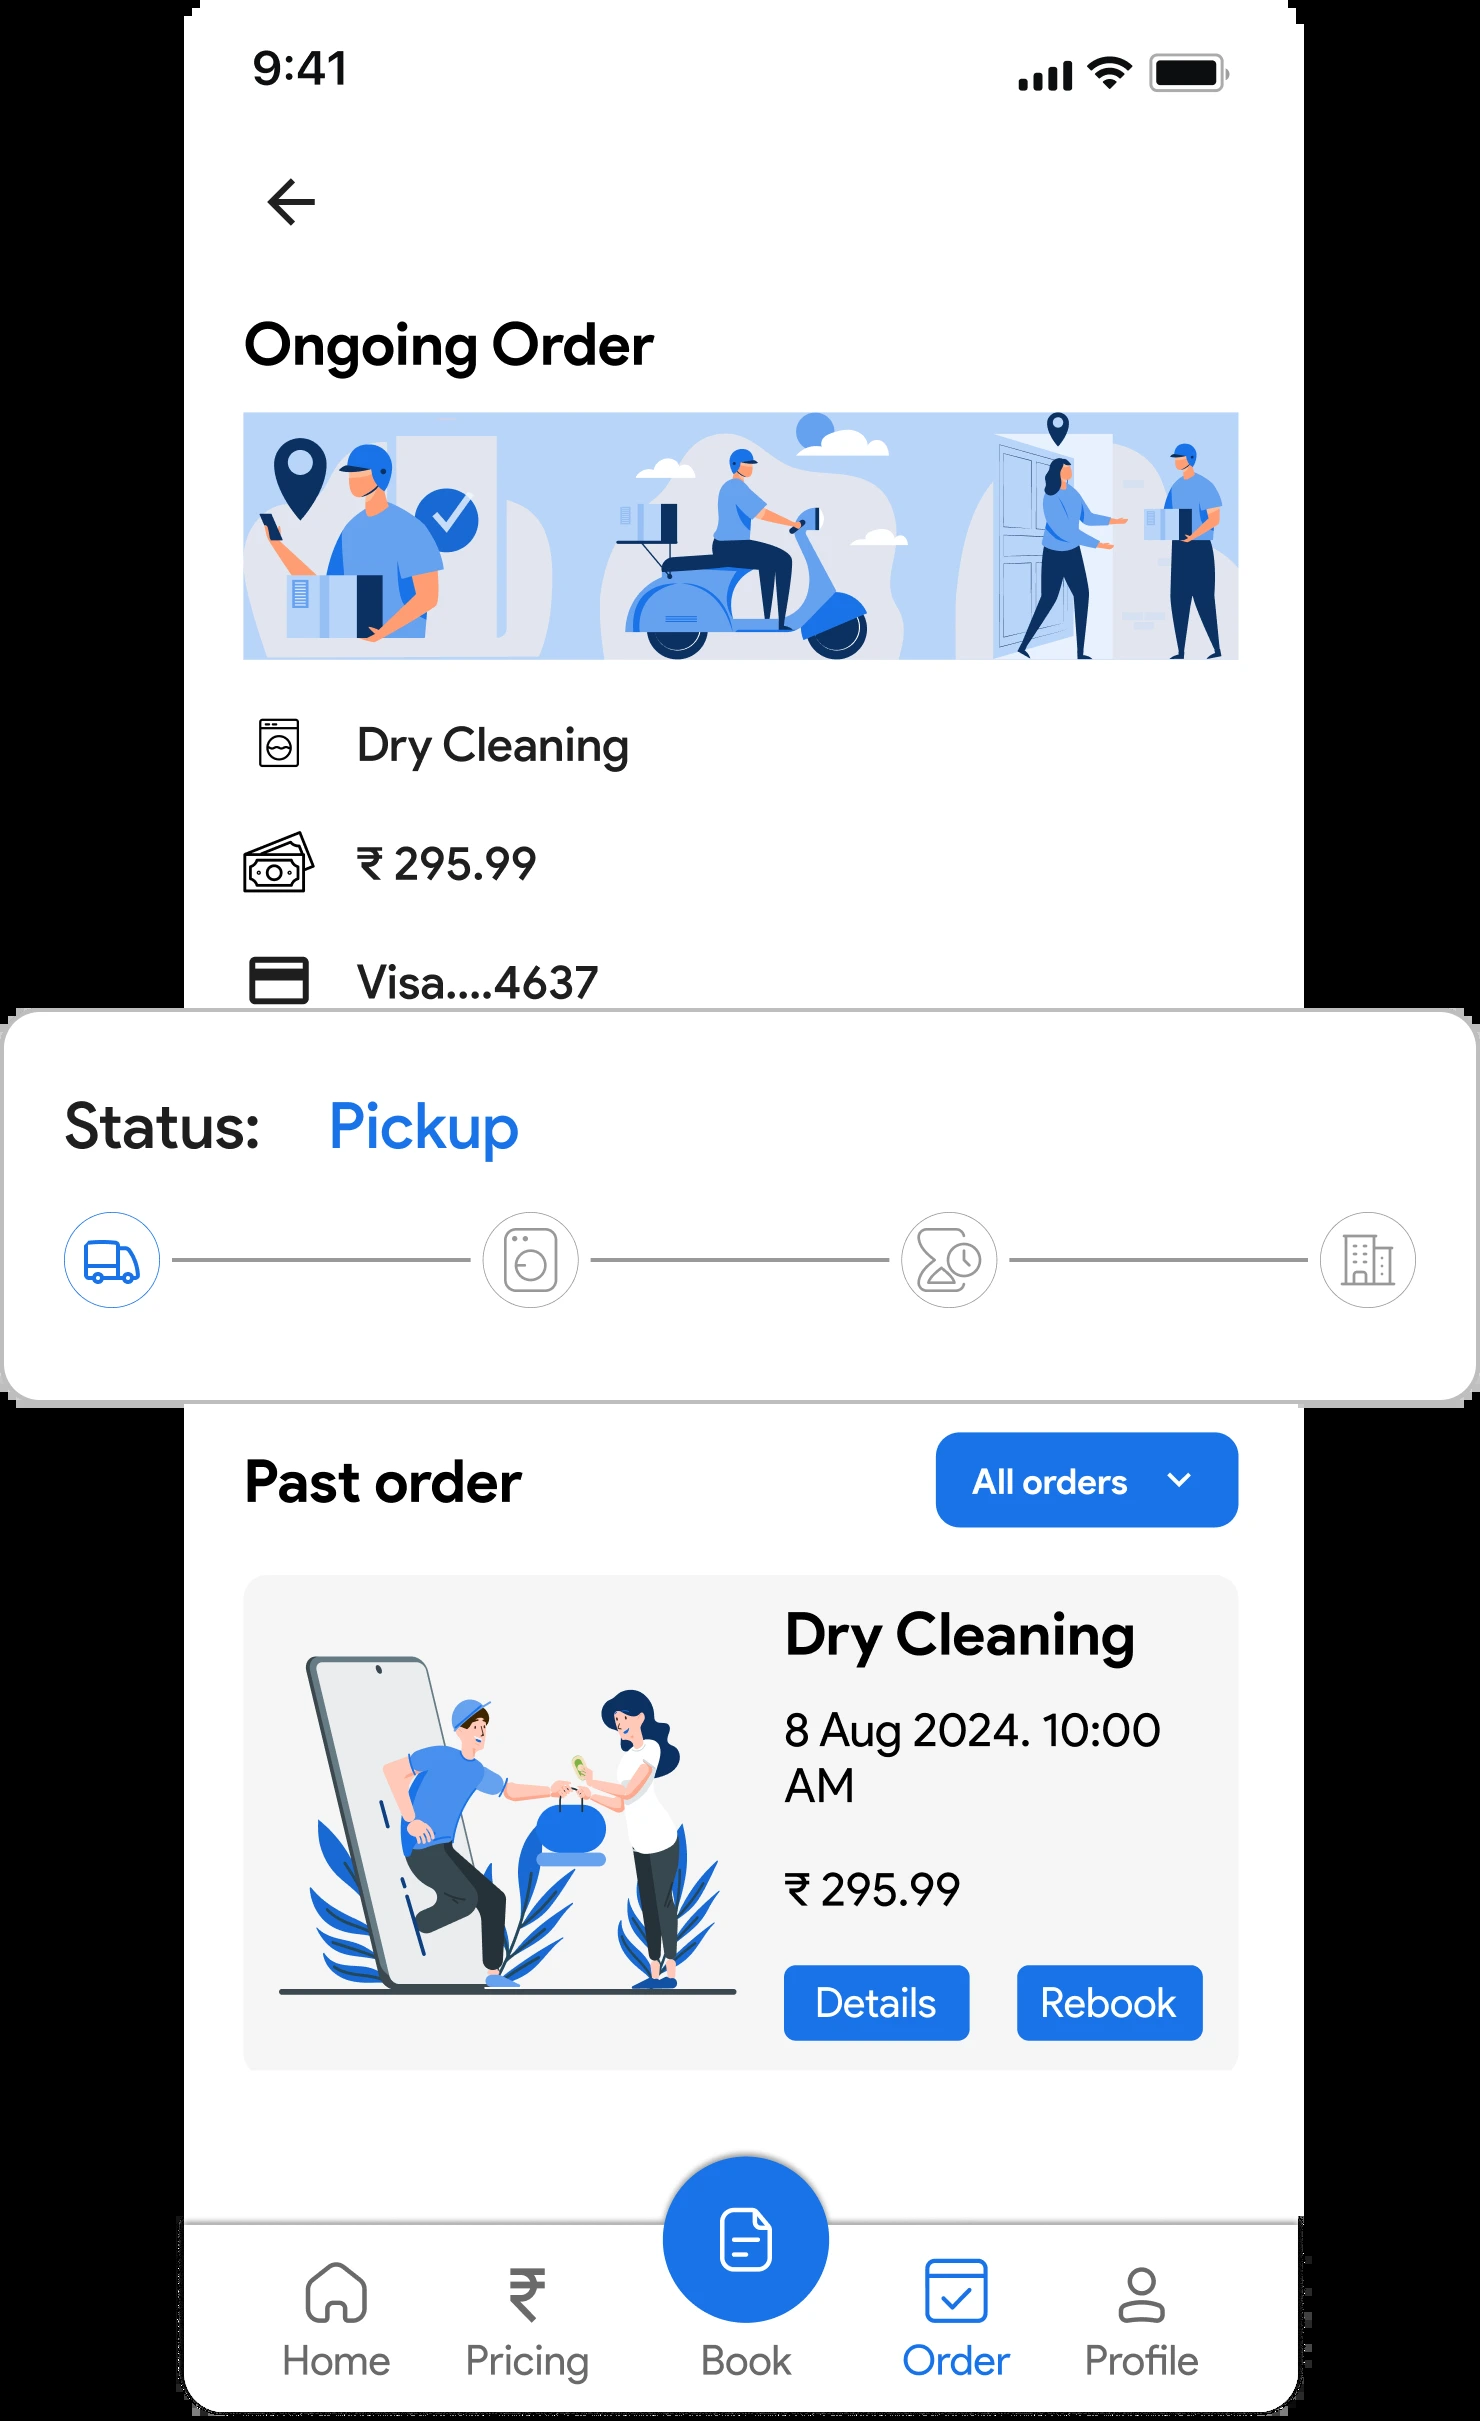 9:41
Ongoing Order
Dry Cleaning
₹ 295.99
Visa....4637
Status: Pickup
Past order
All orders
Dry Cleaning
8 Aug 2024. 10:00
AM
₹ 295.99
Details Rebook
Home Pricing Book Order Profile